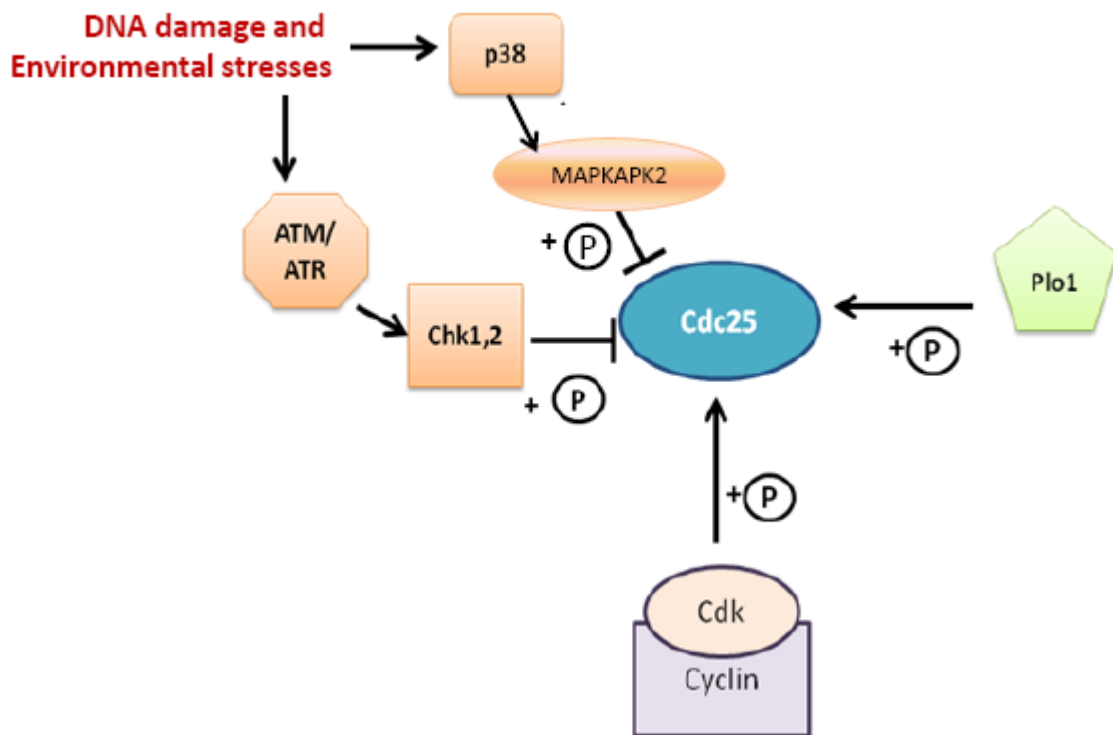 DNA damage and
Environmental stresses
p38
MAPKAPK2
+ P
ATM/
ATR
Plo1
Chk1,2
Cdc25
+ P
+ P
+ P
Cdk
Cyclin